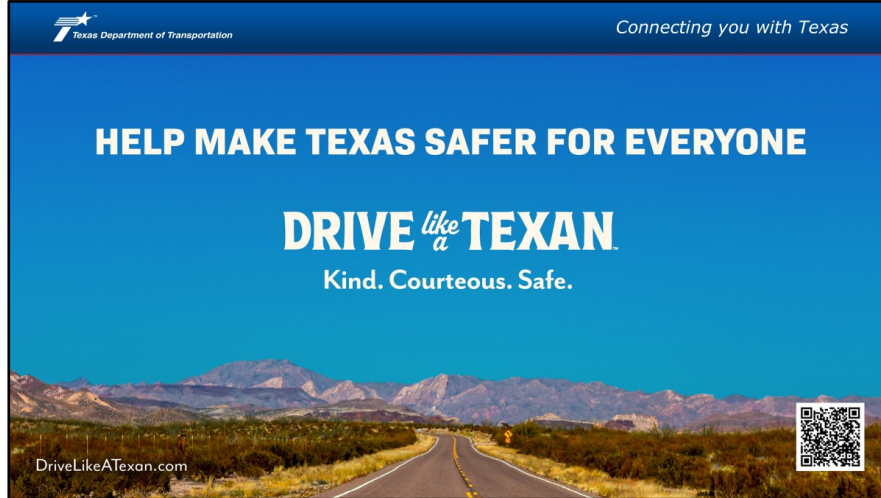 Texas Department of Transportation
Connecting you with Texas
HELP MAKE TEXAS SAFER FOR EVERYONE
DRIVE like a TEXAN™
Kind. Courteous. Safe.
DriveLikeATexan.com